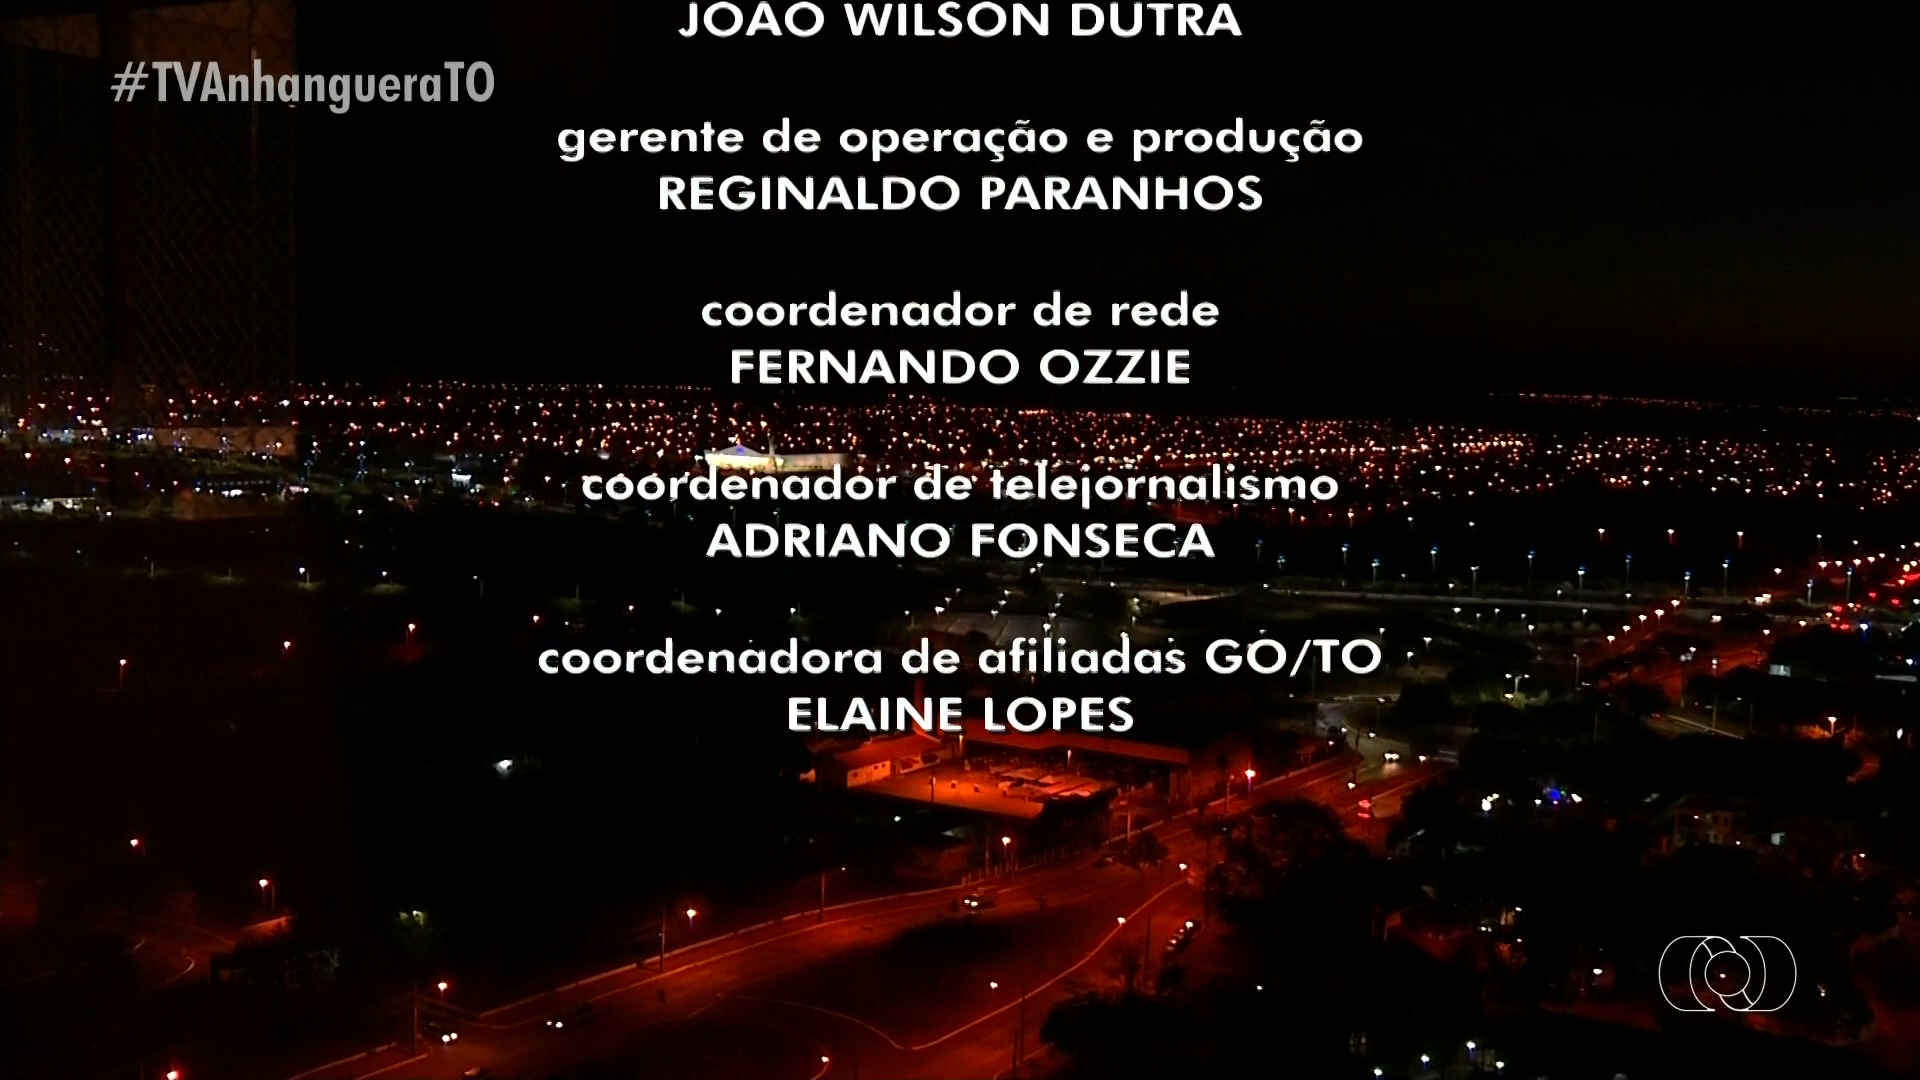 JOÃO WILSON DUTRA
#TVAnhangueraTO
gerente de operação e produção
REGINALDO PARANHOS
coordenador de rede
FERNANDO OZZIE
coordenador de telejornalismo
ADRIANO FONSECA
coordenadora de afiliadas GO/TO
ELAINE LOPES